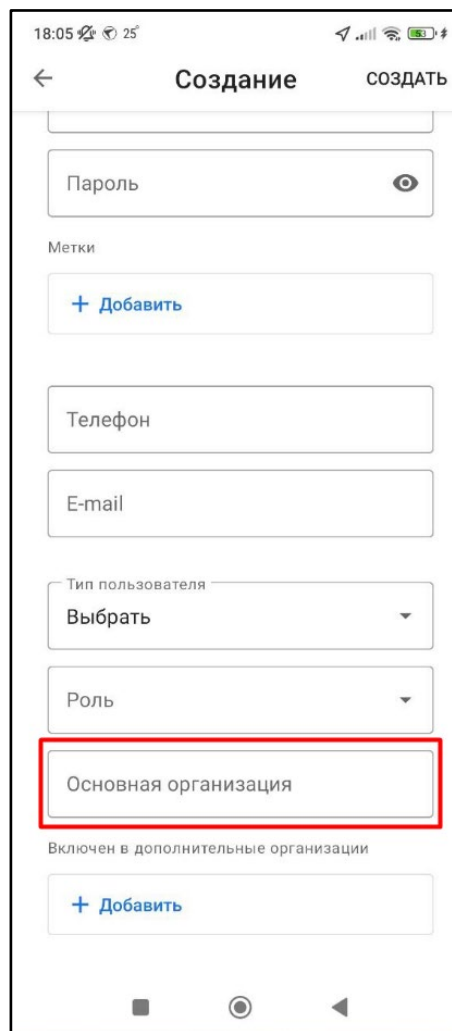 18:05 25°
53
Создание СОЗДАТЬ
Пароль
Метки
+ Добавить
Телефон
E-mail
Тип пользователя
Выбрать
Роль
Основная организация
Включен в дополнительные организации
+ Добавить